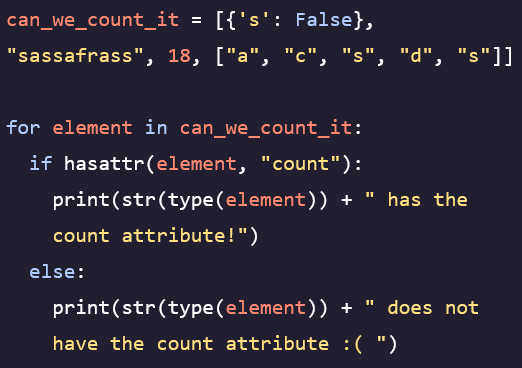 can_we_count_it = [{'s': False},
"sassafrass", 18, ["a", "c", "s", "d", "s"]]

for element in can_we_count_it:
  if hasattr(element, "count"):
    print(str(type(element)) + " has the
    count attribute!")
  else:
    print(str(type(element)) + " does not
    have the count attribute :( ")